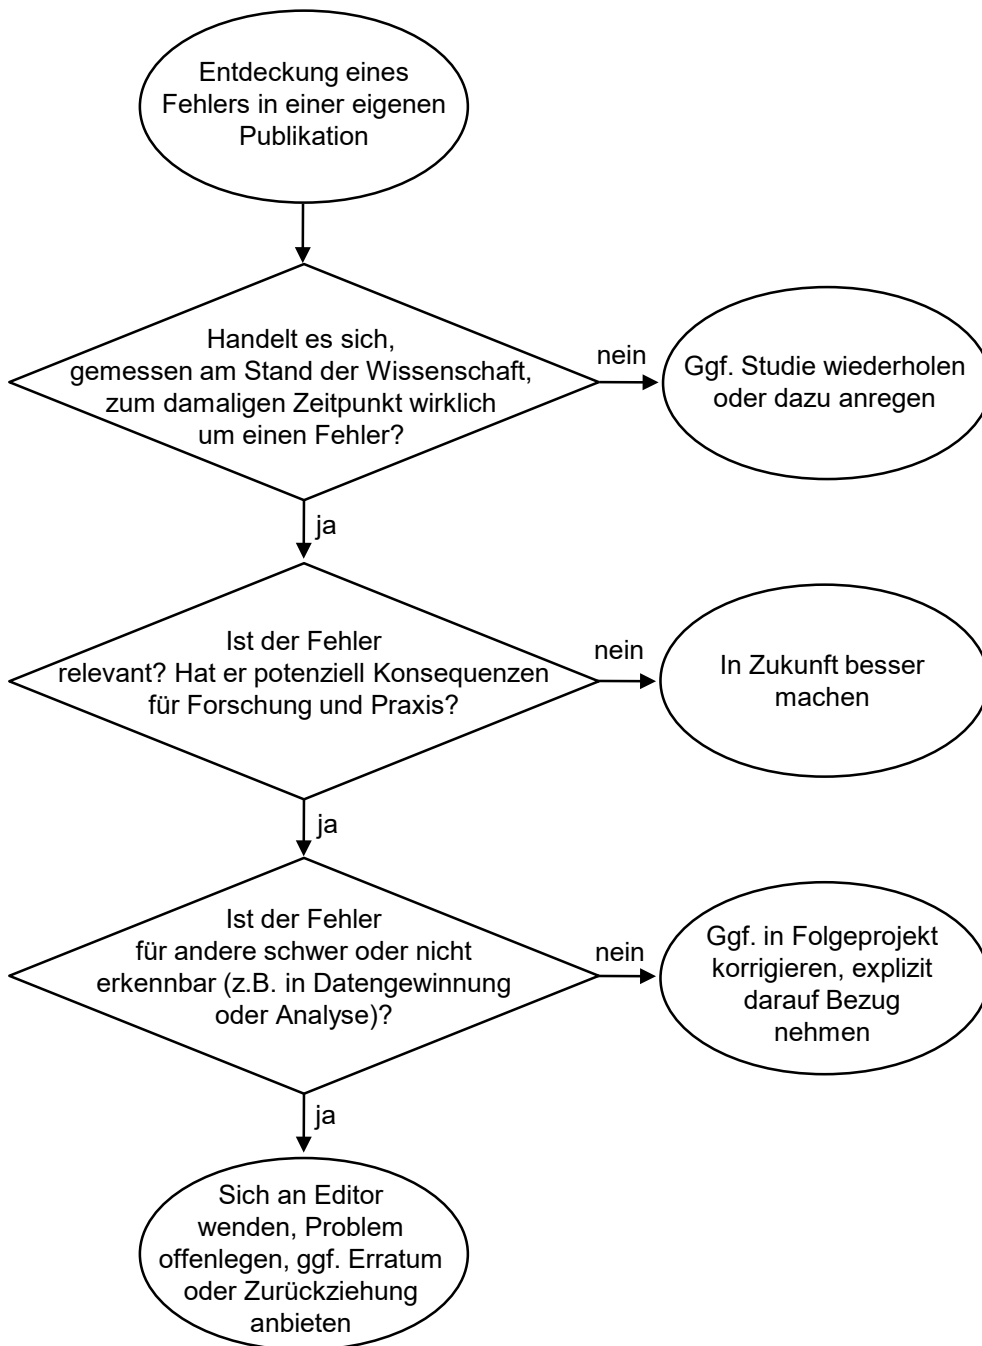 Entdeckung eines
Fehlers in einer eigenen
Publikation
Handelt es sich,
gemessen am Stand der Wissenschaft,
zum damaligen Zeitpunkt wirklich
um einen Fehler?
nein
Ggf. Studie wiederholen
oder dazu anregen
ja
Ist der Fehler
relevant? Hat er potenziell Konsequenzen
für Forschung und Praxis?
nein
In Zukunft besser
machen
ja
Ist der Fehler
für andere schwer oder nicht
erkennbar (z.B. in Datengewinnung
oder Analyse)?
nein
Ggf. in Folgeprojekt
korrigieren, explizit
darauf Bezug
nehmen
ja
Sich an Editor
wenden, Problem
offenlegen, ggf. Erratum
oder Zurückziehung
anbieten